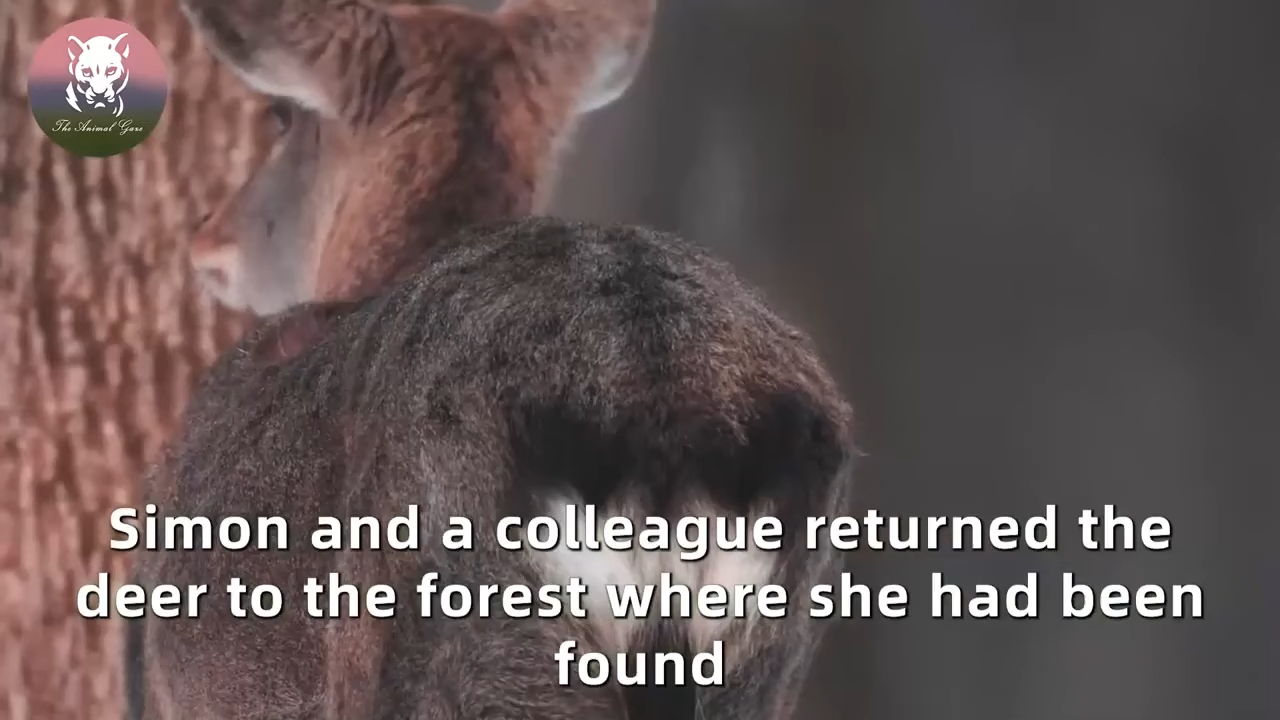 The Animal Gaze
Simon and a colleague returned the
deer to the forest where she had been
found